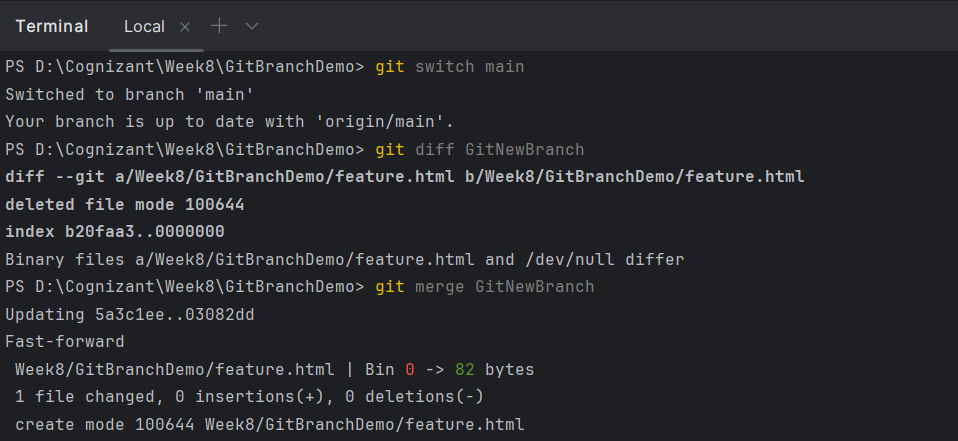 Terminal Local
PS D:\Cognizant\Week8\GitBranchDemo> git switch main
Switched to branch 'main'
Your branch is up to date with 'origin/main'.
PS D:\Cognizant\Week8\GitBranchDemo> git diff GitNewBranch
diff --git a/Week8/GitBranchDemo/feature.html b/Week8/GitBranchDemo/feature.html
deleted file mode 100644
index b20faa3..0000000
Binary files a/Week8/GitBranchDemo/feature.html and /dev/null differ
PS D:\Cognizant\Week8\GitBranchDemo> git merge GitNewBranch
Updating 5a3c1ee..03082dd
Fast-forward
 Week8/GitBranchDemo/feature.html | Bin 0 -> 82 bytes
 1 file changed, 0 insertions(+), 0 deletions(-)
 create mode 100644 Week8/GitBranchDemo/feature.html